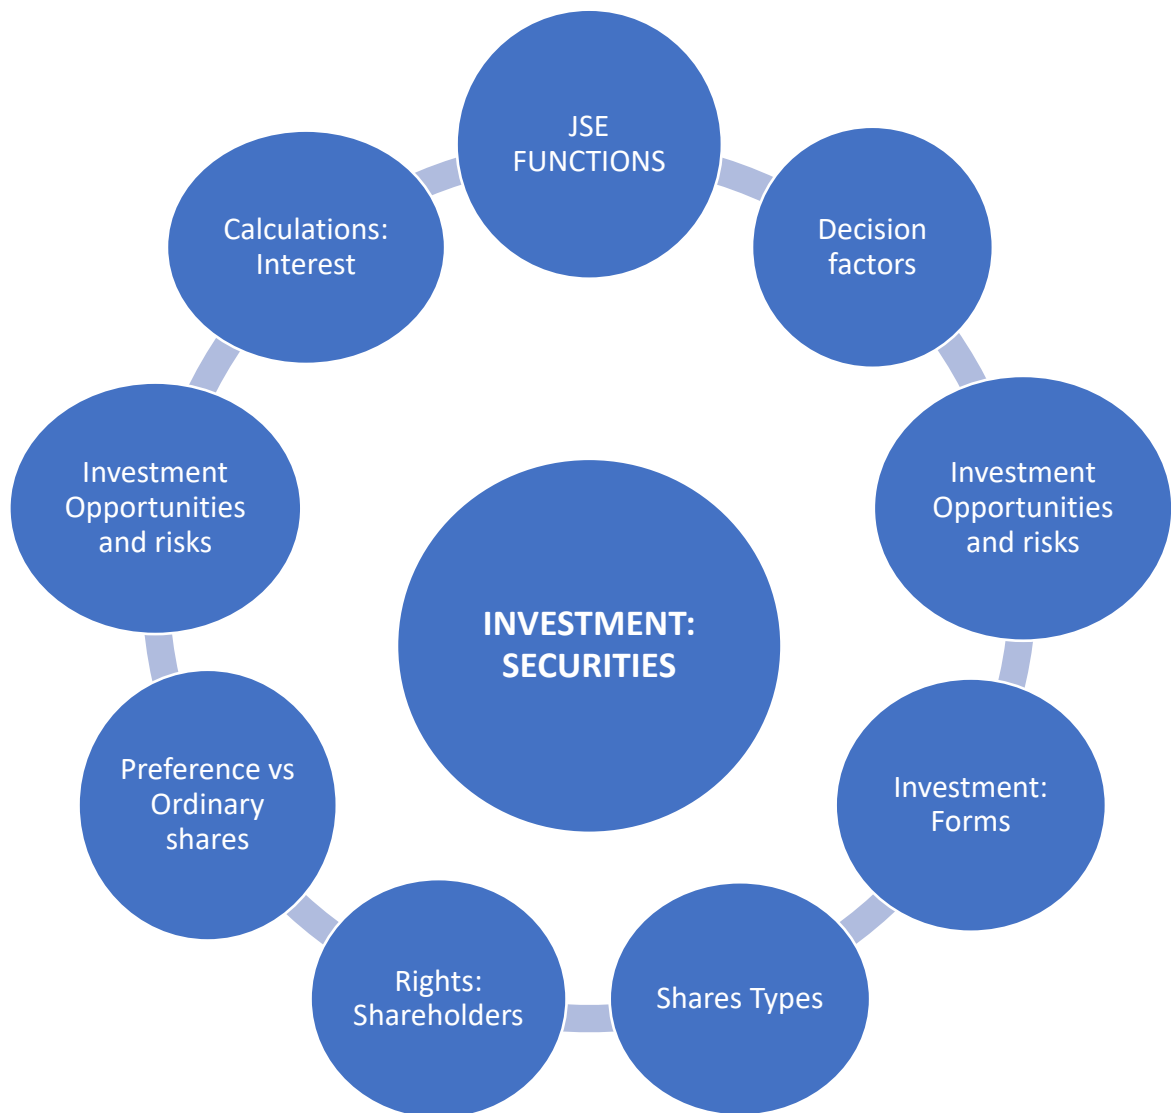 JSE
FUNCTIONS
Decision
factors
Investment
Opportunities
and risks
Investment:
Forms
Shares Types
Rights:
Shareholders
Preference vs
Ordinary
shares
Investment
Opportunities
and risks
Calculations:
Interest
INVESTMENT:
SECURITIES